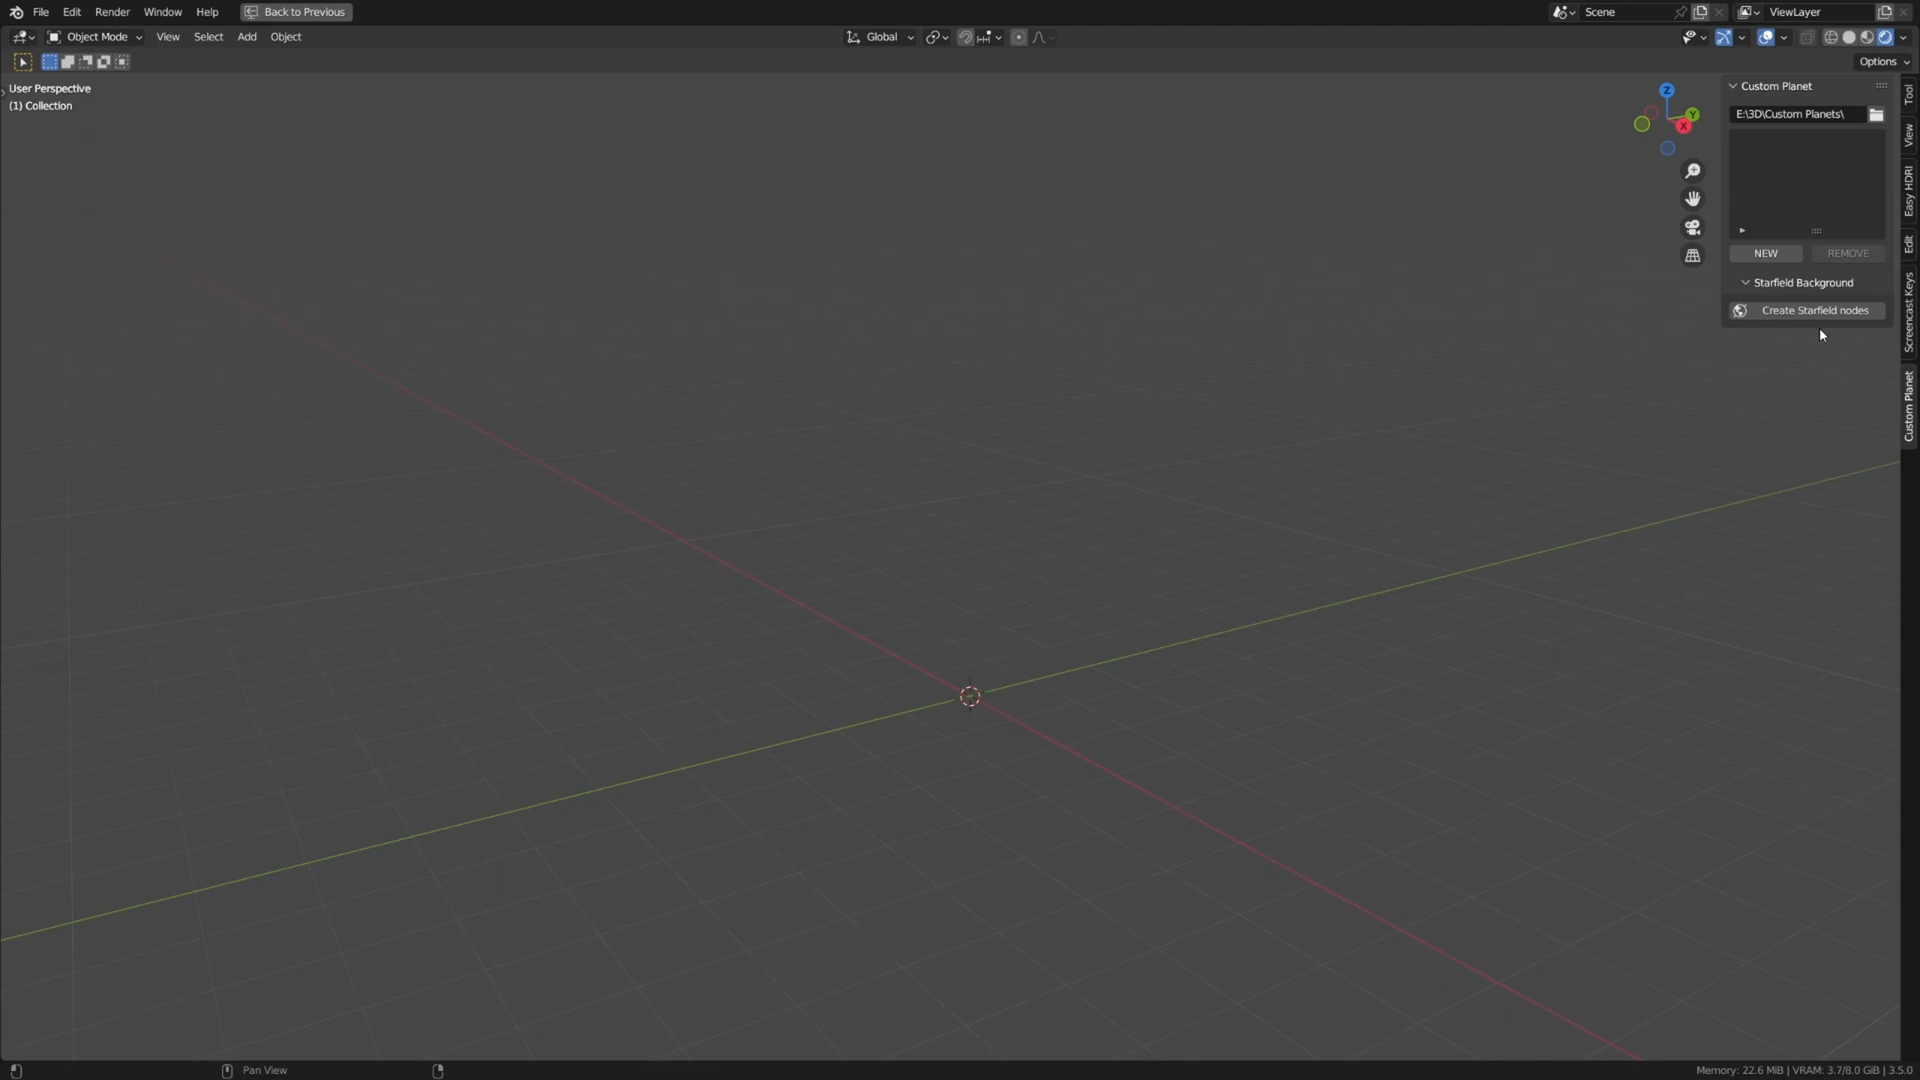 File Edit Render Window Help Back to Previous Scene ViewLayer
Object Mode View Select Add Object Global
Options
User Perspective
(1) Collection
Z
Y
X
Custom Planet
E:\3D\Custom Planets\
NEW REMOVE
Starfield Background
Create Starfield nodes
Tool
View
Easy HDRI
Edit
Screencast Keys
Custom Planet
Pan View
Memory: 22.6 MiB | VRAM: 3.7/8.0 GiB | 3.5.0